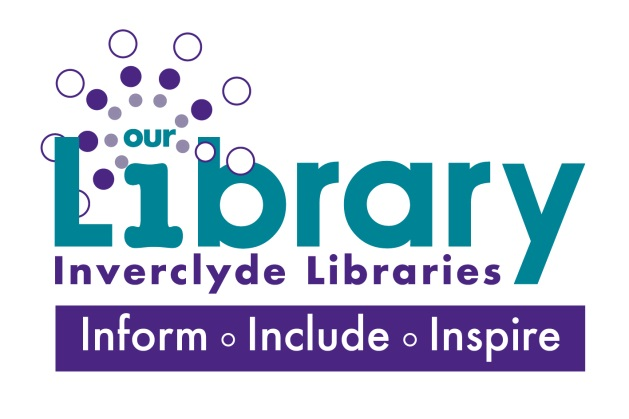 our
Library
Inverclyde Libraries
Inform ○ Include ○ Inspire